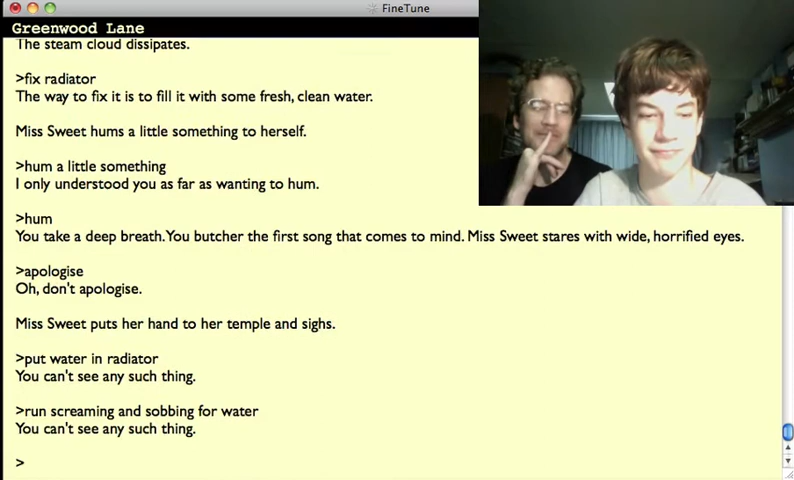 FineTune
Greenwood Lane
The steam cloud dissipates.
>fix radiator
The way to fix it is to fill it with some fresh, clean water.
Miss Sweet hums a little something to herself.
>hum a little something
I only understood you as far as wanting to hum.
>hum
You take a deep breath.You butcher the first song that comes to mind. Miss Sweet stares with wide, horrified eyes.
>apologise
Oh, don't apologise.
Miss Sweet puts her hand to her temple and sighs.
>put water in radiator
You can't see any such thing.
>run screaming and sobbing for water
You can't see any such thing.
>